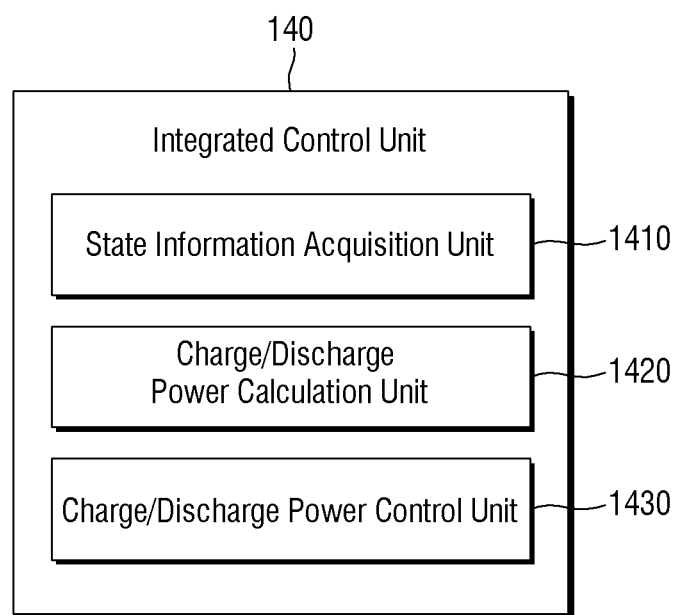 140
Integrated Control Unit
State Information Acquisition Unit
1410
Charge/Discharge
Power Calculation Unit
1420
Charge/Discharge Power Control Unit
1430